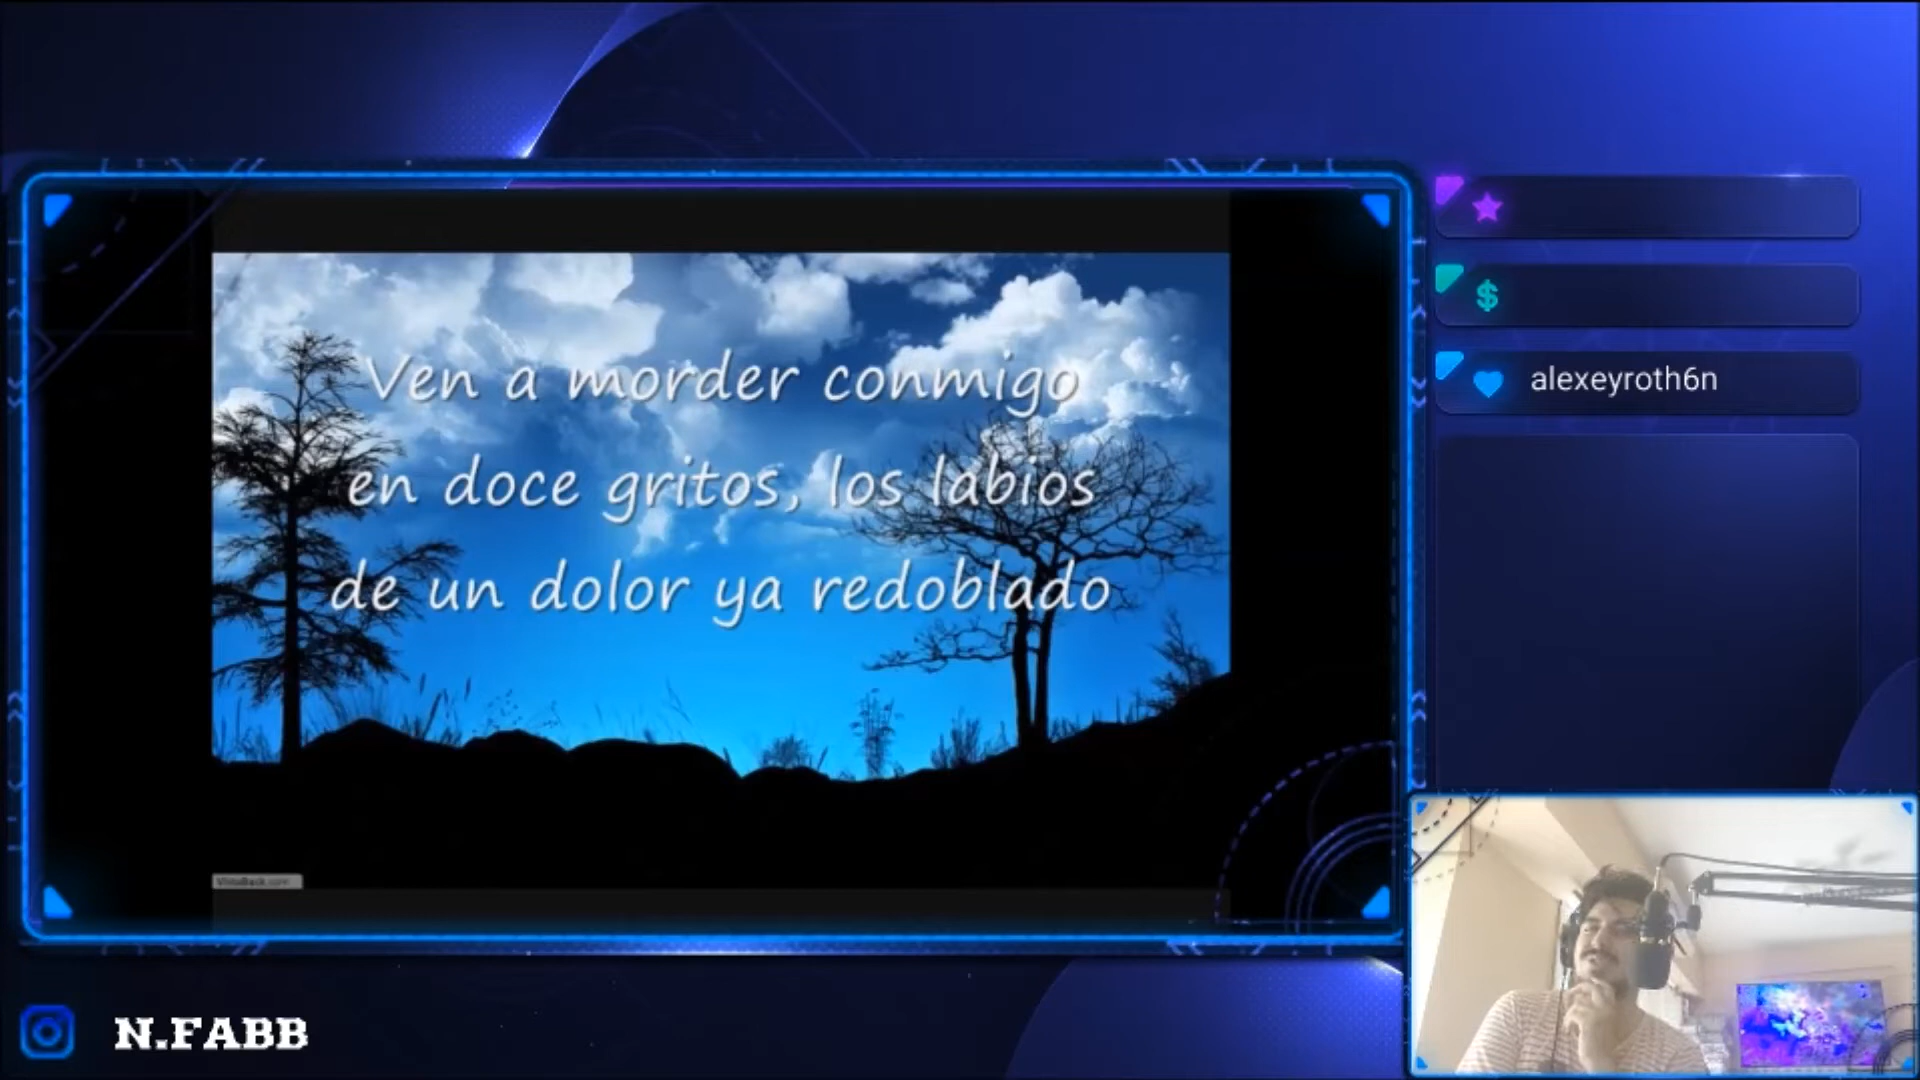 Ven a morder conmigo
en doce gritos, los labios
de un dolor ya redoblado
$
alexeyroth6n
N.FABB